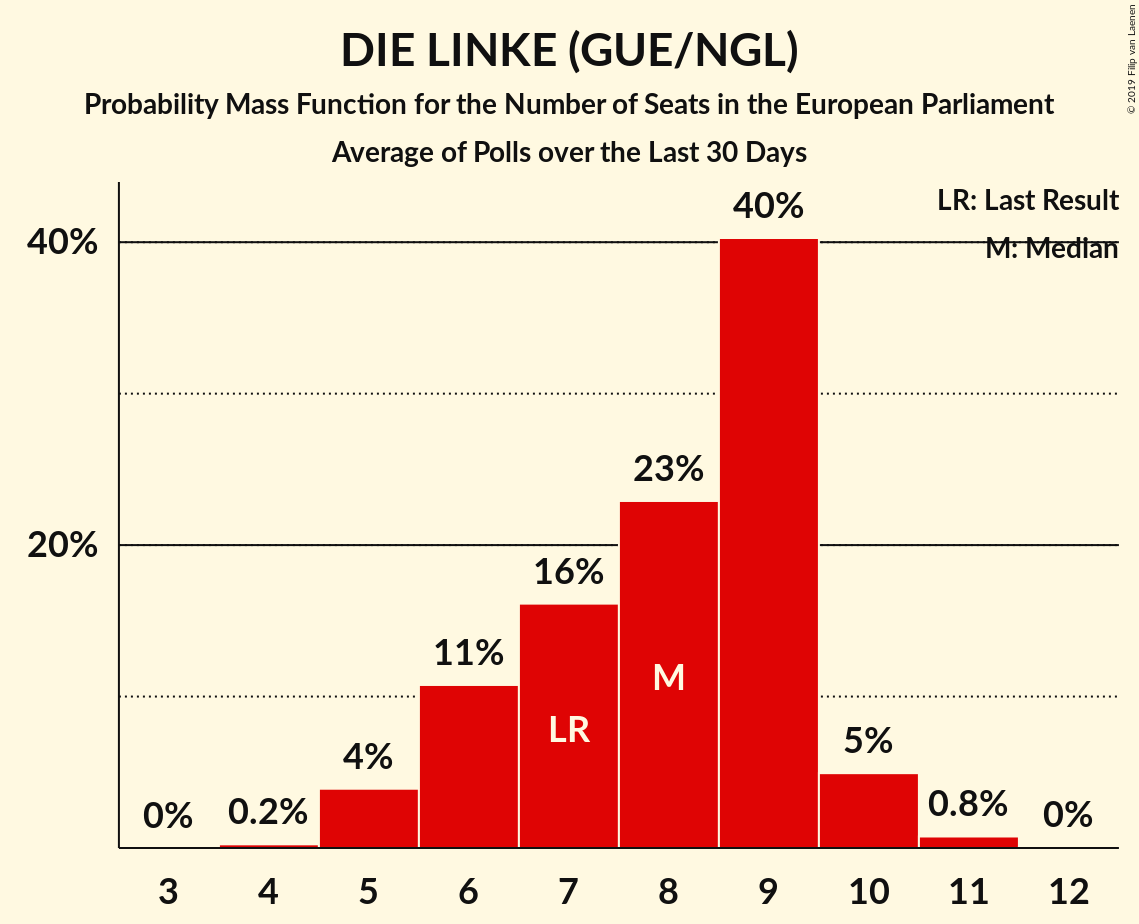 DIE LINKE (GUE/NGL)
Probability Mass Function for the Number of Seats in the European Parliament
Average of Polls over the Last 30 Days
© 2019 Filip van Laenen
LR: Last Result
M: Median
40%
20%
0%
0.2%
4%
11%
16%
23%
40%
5%
0.8%
0%
LR
M
3 4 5 6 7 8 9 10 11 12